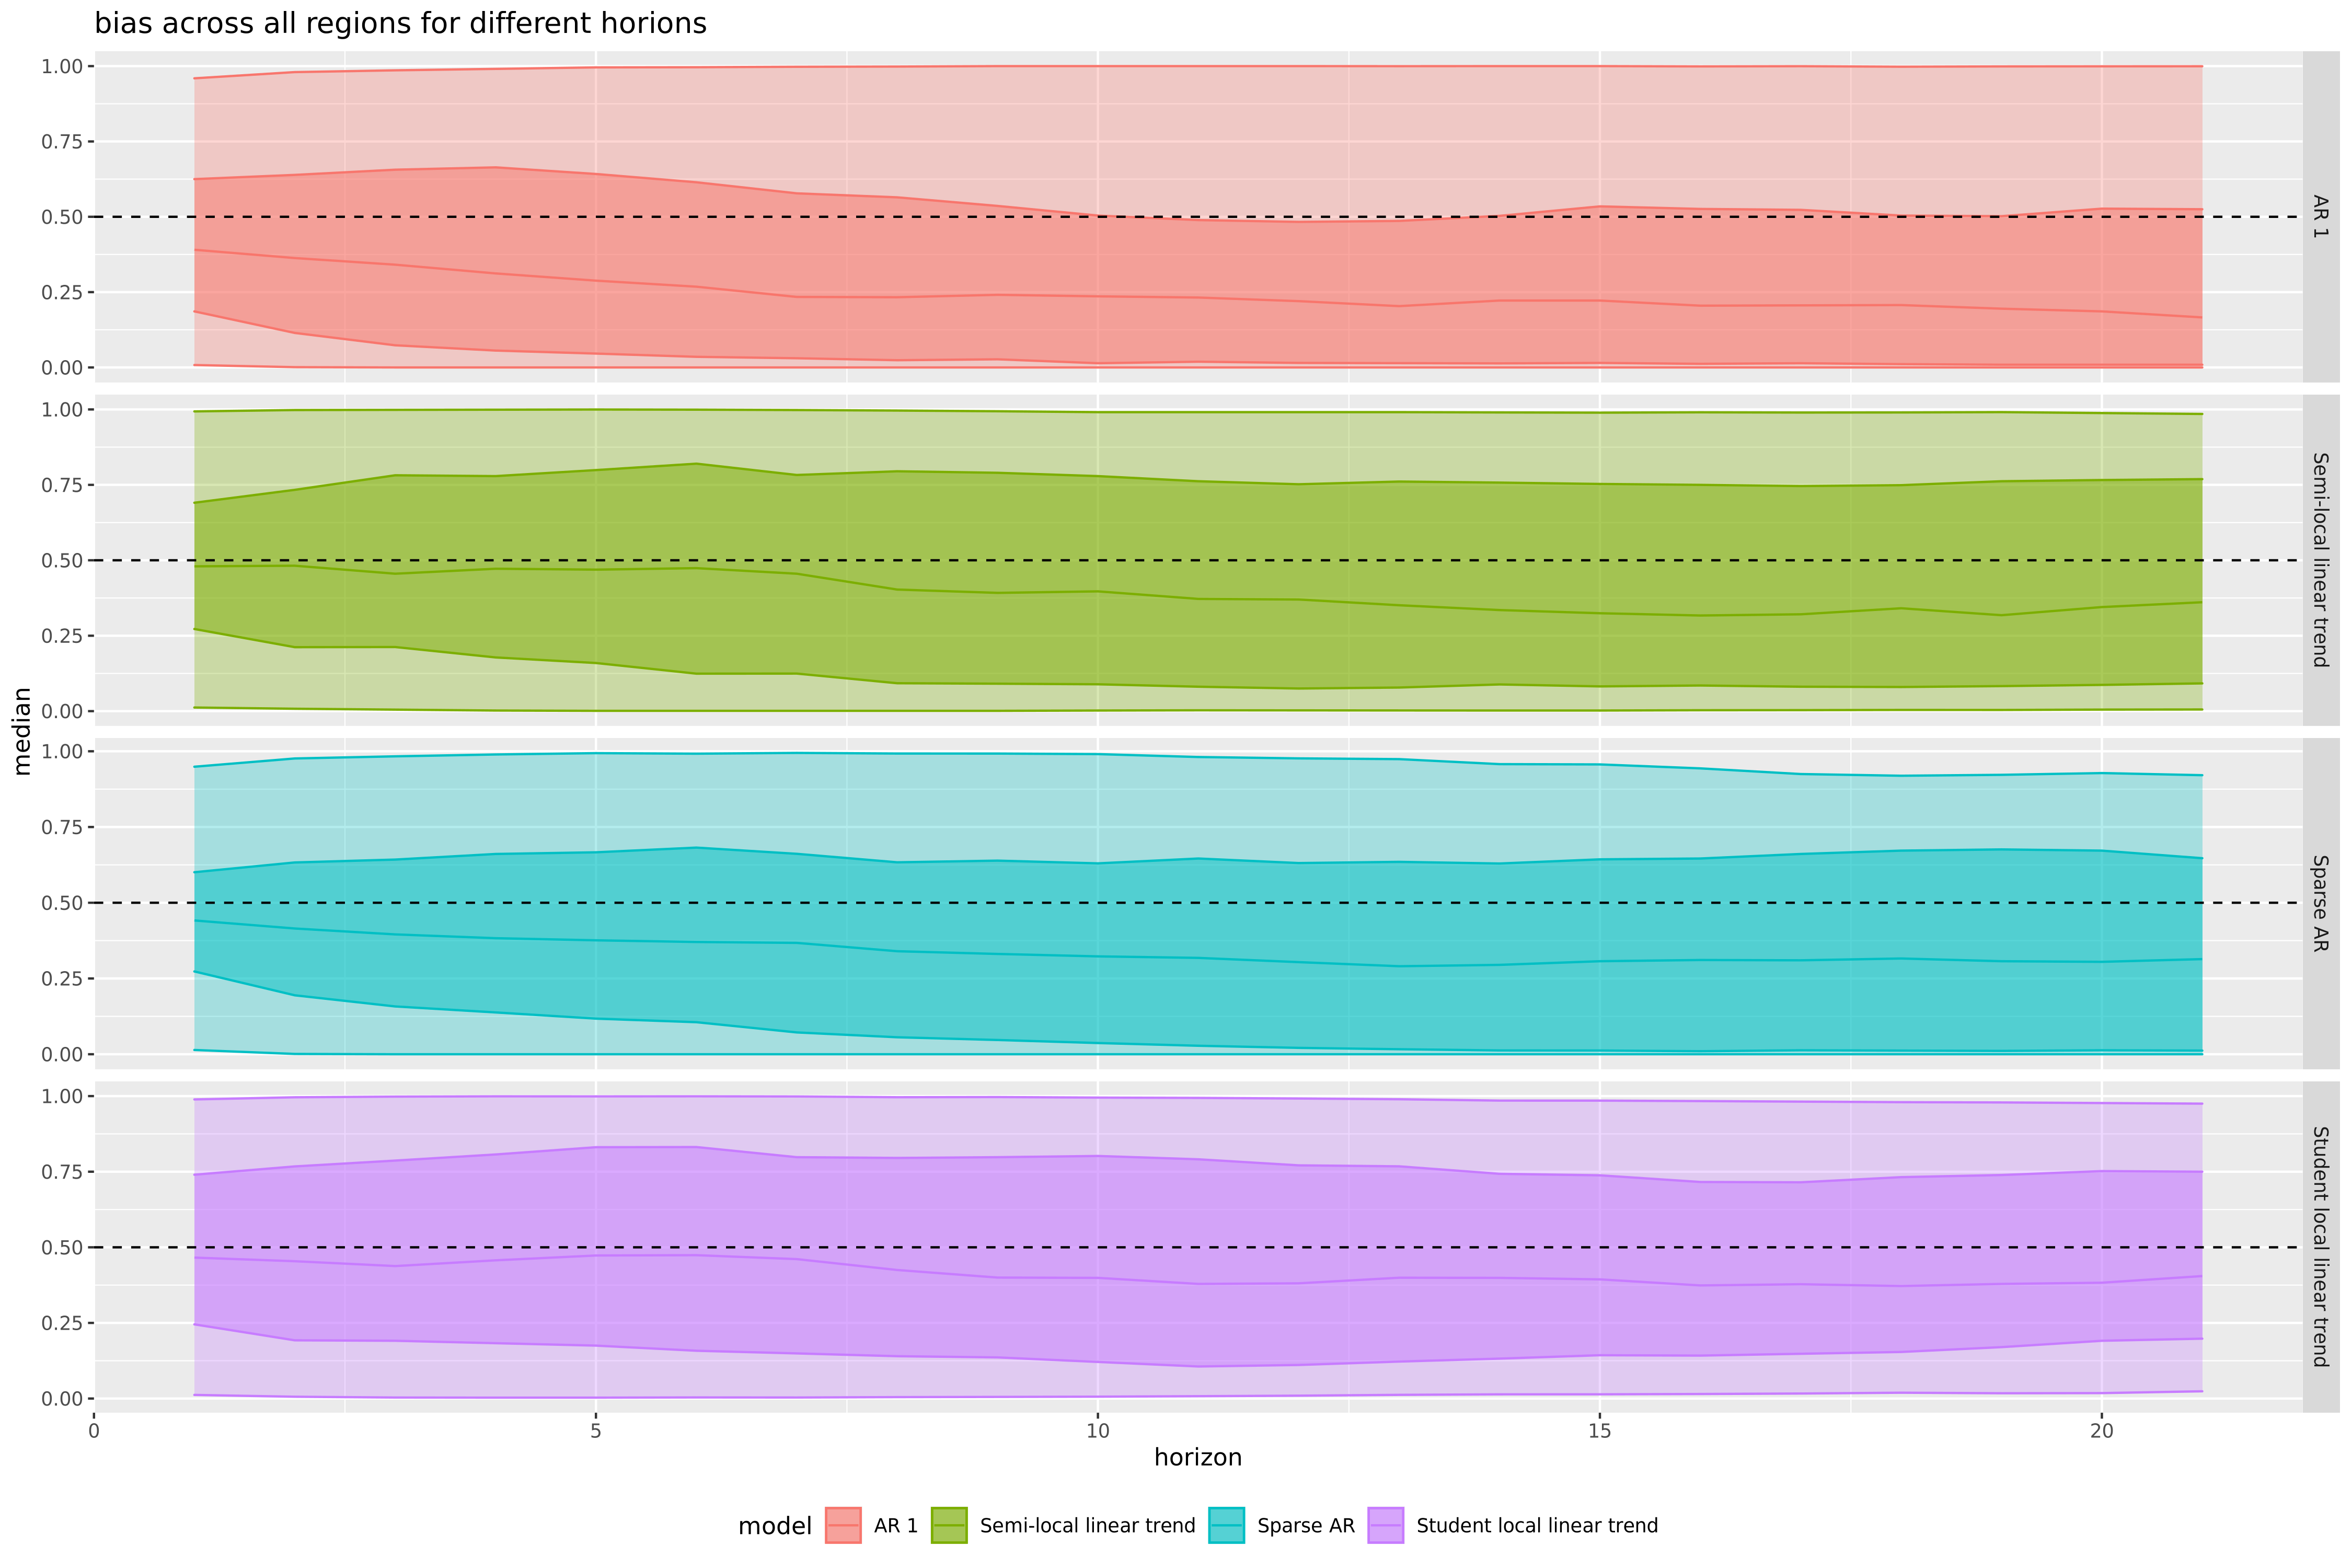 bias across all regions for different horions
median
1.00
0.75
0.50
0.25
0.00
AR 1
1.00
0.75
0.50
0.25
0.00
Semi-local linear trend
1.00
0.75
0.50
0.25
0.00
Sparse AR
1.00
0.75
0.50
0.25
0.00
Student local linear trend
0 5 10 15 20
horizon
model AR 1 Semi-local linear trend Sparse AR Student local linear trend